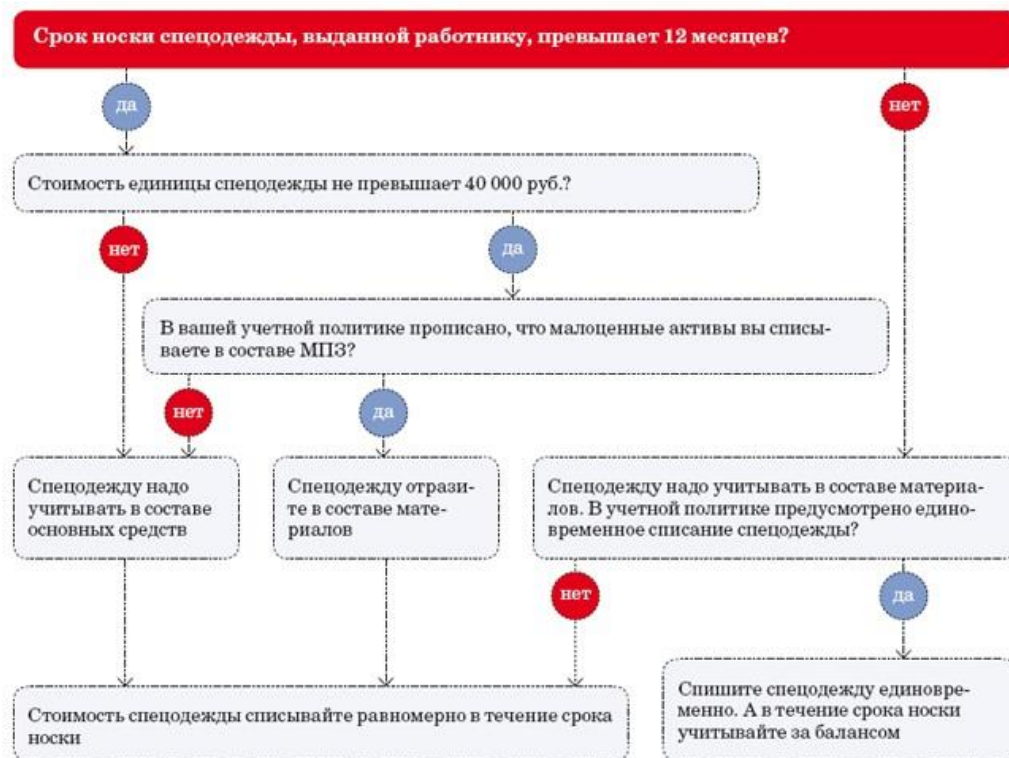 Срок носки спецодежды, выданной работнику, превышает 12 месяцев?
да
нет
Стоимость единицы спецодежды не превышает 40 000 руб.?
нет
да
В вашей учетной политике прописано, что малоценные активы вы списы-
ваете в составе МПЗ?
нет
да
Спецодежду надо
учитывать в составе
основных средств
Спецодежду отрази-
те в составе мате-
риалов
Спецодежду надо учитывать в составе материа-
лов. В учетной политике предусмотрено едино-
временное списание спецодежды?
нет
да
Стоимость спецодежды списывайте равномерно в течение срока
носки
Спишите спецодежду единовре-
менно. А в течение срока носки
учитывайте за балансом